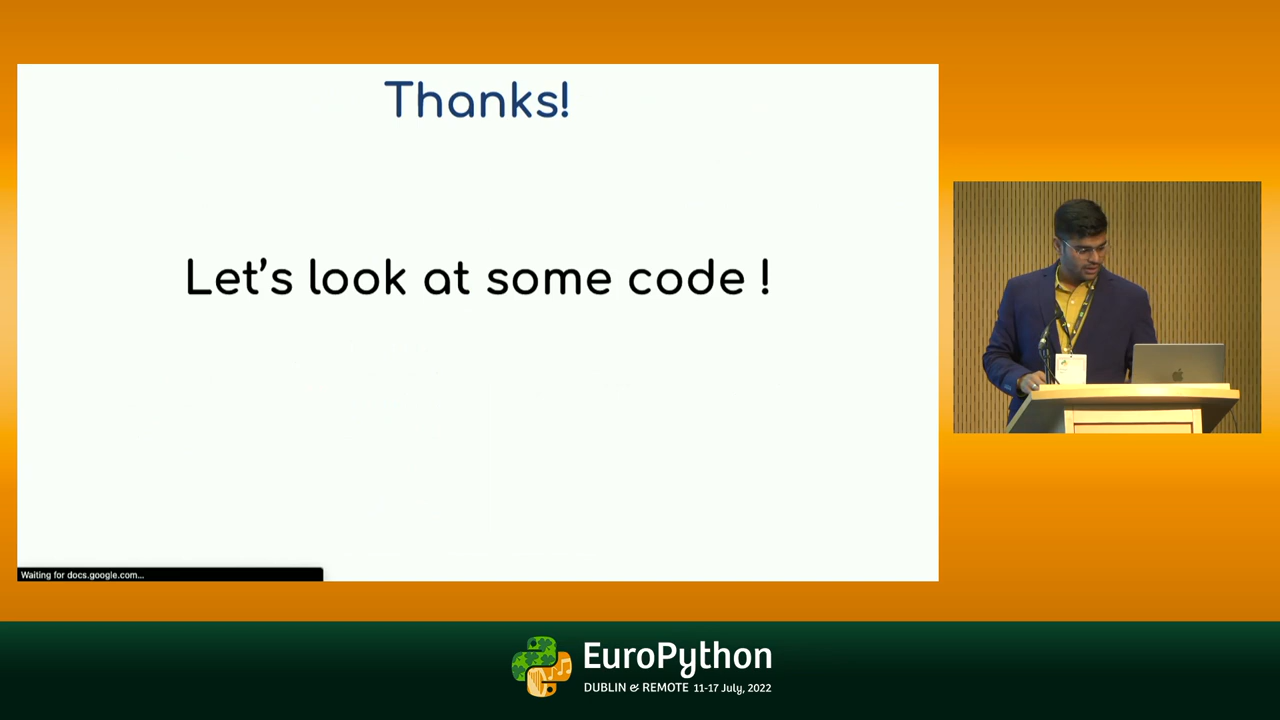 Thanks!
Let's look at some code !
Waiting for docs.google.com...
EuroPython
DUBLIN & REMOTE 11-17 July, 2022